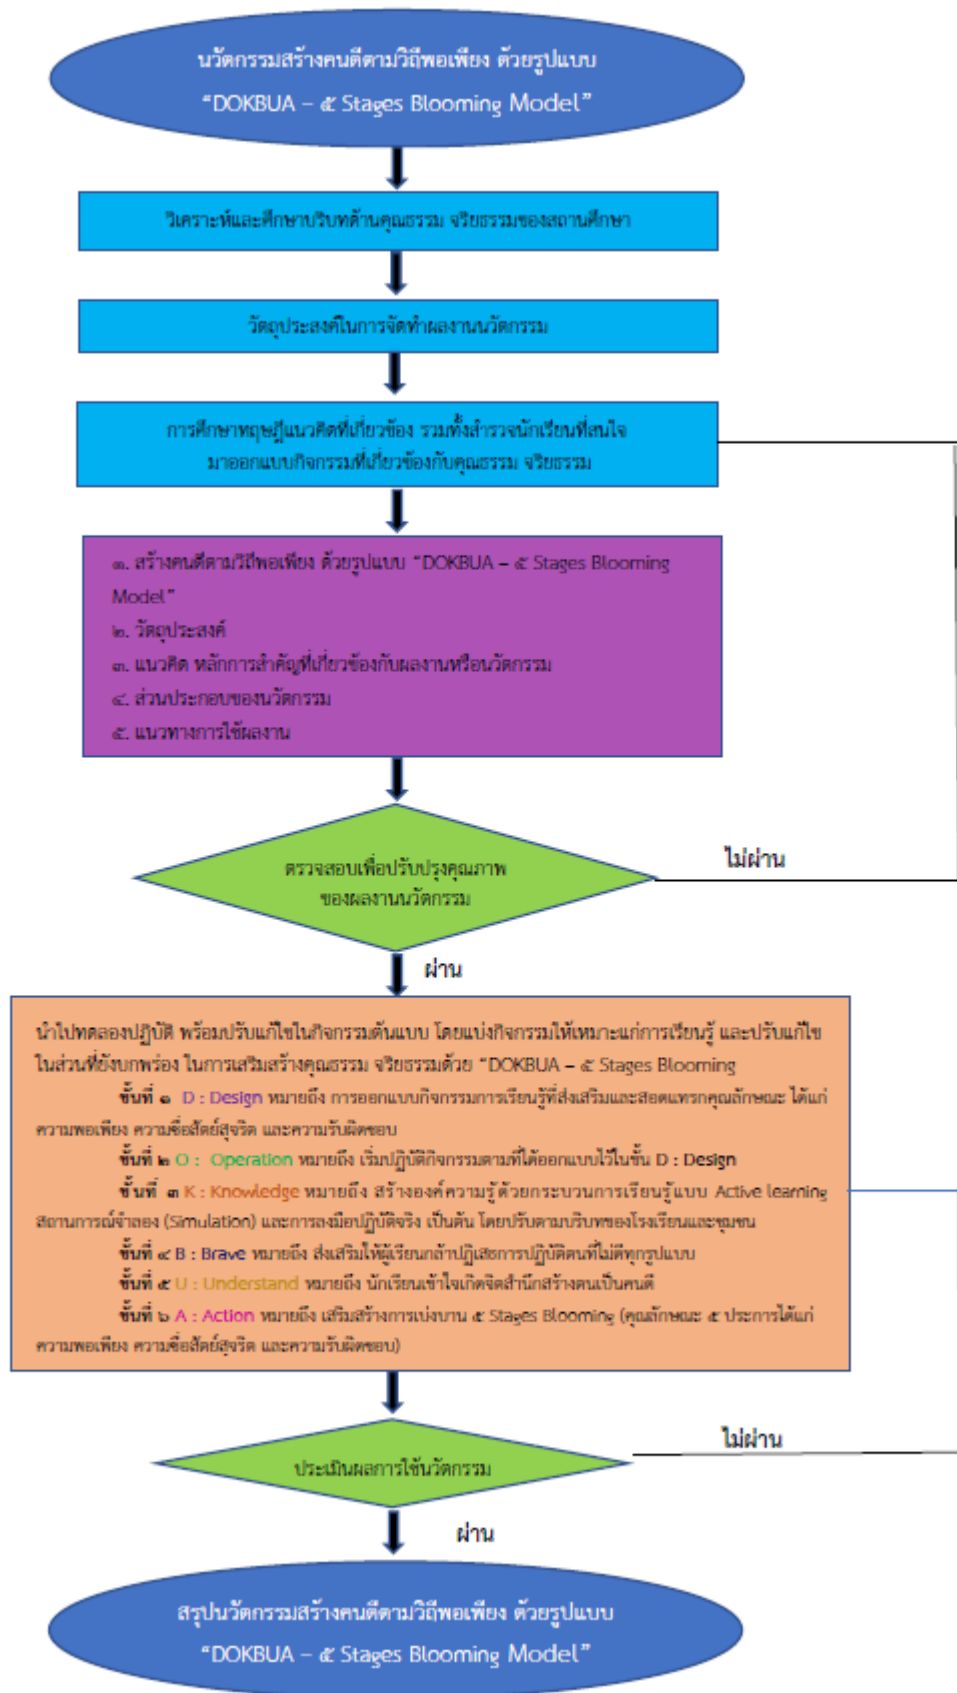 นวัตกรรมสร้างคนดีตามวิถีพอเพียง ด้วยรูปแบบ
“DOKBUA – ๕ Stages Blooming Model”
วิเคราะห์และศึกษาบริบทด้านคุณธรรม จริยธรรมของสถานศึกษา
วัตถุประสงค์ในการจัดทำผลงานนวัตกรรม
การศึกษาทฤษฎีแนวคิดที่เกี่ยวข้อง รวมทั้งสำรวจนักเรียนที่สนใจ
มาออกแบบกิจกรรมที่เกี่ยวข้องกับคุณธรรม จริยธรรม
๑. สร้างคนดีตามวิถีพอเพียง ด้วยรูปแบบ “DOKBUA – ๕ Stages Blooming
Model”
๒. วัตถุประสงค์
๓. แนวคิด หลักการสำคัญที่เกี่ยวข้องกับผลงานหรือนวัตกรรม
๔. ส่วนประกอบของนวัตกรรม
๕. แนวทางการใช้ผลงาน
ตรวจสอบเพื่อปรับปรุงคุณภาพ
ของผลงานนวัตกรรม
ไม่ผ่าน
ผ่าน
นำไปทดลองปฏิบัติ พร้อมปรับแก้ไขในกิจกรรมต้นแบบ โดยแบ่งกิจกรรมให้เหมาะแก่การเรียนรู้ และปรับแก้ไข
ในส่วนที่ยังบกพร่อง ในการเสริมสร้างคุณธรรม จริยธรรมด้วย “DOKBUA – ๕ Stages Blooming
ขั้นที่ ๑ D : Design หมายถึง การออกแบบกิจกรรมการเรียนรู้ที่ส่งเสริมและสอดแทรกคุณลักษณะ ได้แก่
ความพอเพียง ความซื่อสัตย์สุจริต และความรับผิดชอบ
ขั้นที่ ๒ O : Operation หมายถึง เริ่มปฏิบัติกิจกรรมตามที่ได้ออกแบบไว้ในขั้น D : Design
ขั้นที่ ๓ K : Knowledge หมายถึง สร้างองค์ความรู้ด้วยกระบวนการเรียนรู้แบบ Active learning
สถานการณ์จำลอง (Simulation) และการลงมือปฏิบัติจริง เป็นต้น โดยปรับตามบริบทของโรงเรียนและชุมชน
ขั้นที่ ๔ B : Brave หมายถึง ส่งเสริมให้ผู้เรียนกล้าปฏิเสธการปฏิบัติตนที่ไม่ดีทุกรูปแบบ
ขั้นที่ ๕ U : Understand หมายถึง นักเรียนเข้าใจเกิดจิตสำนึกสร้างตนเป็นคนดี
ขั้นที่ ๖ A : Action หมายถึง เสริมสร้างการเบ่งบาน ๕ Stages Blooming (คุณลักษณะ ๕ ประการได้แก่
ความพอเพียง ความซื่อสัตย์สุจริต และความรับผิดชอบ)
ประเมินผลการใช้นวัตกรรม
ไม่ผ่าน
ผ่าน
สรุปนวัตกรรมสร้างคนดีตามวิถีพอเพียง ด้วยรูปแบบ
“DOKBUA – ๕ Stages Blooming Model”